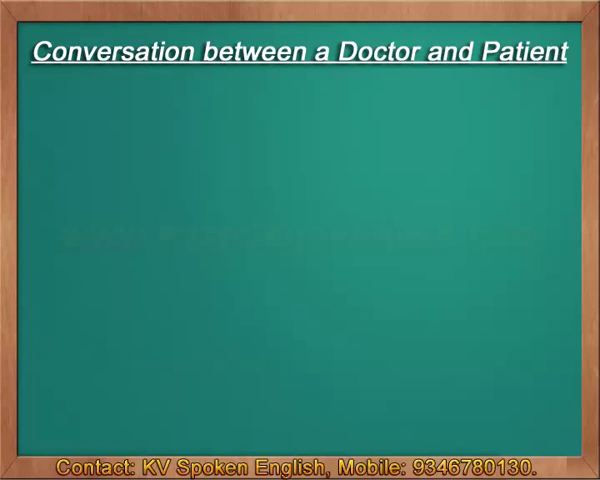 Conversation between a Doctor and Patient
Contact: KV Spoken English, Mobile: 9346780130.